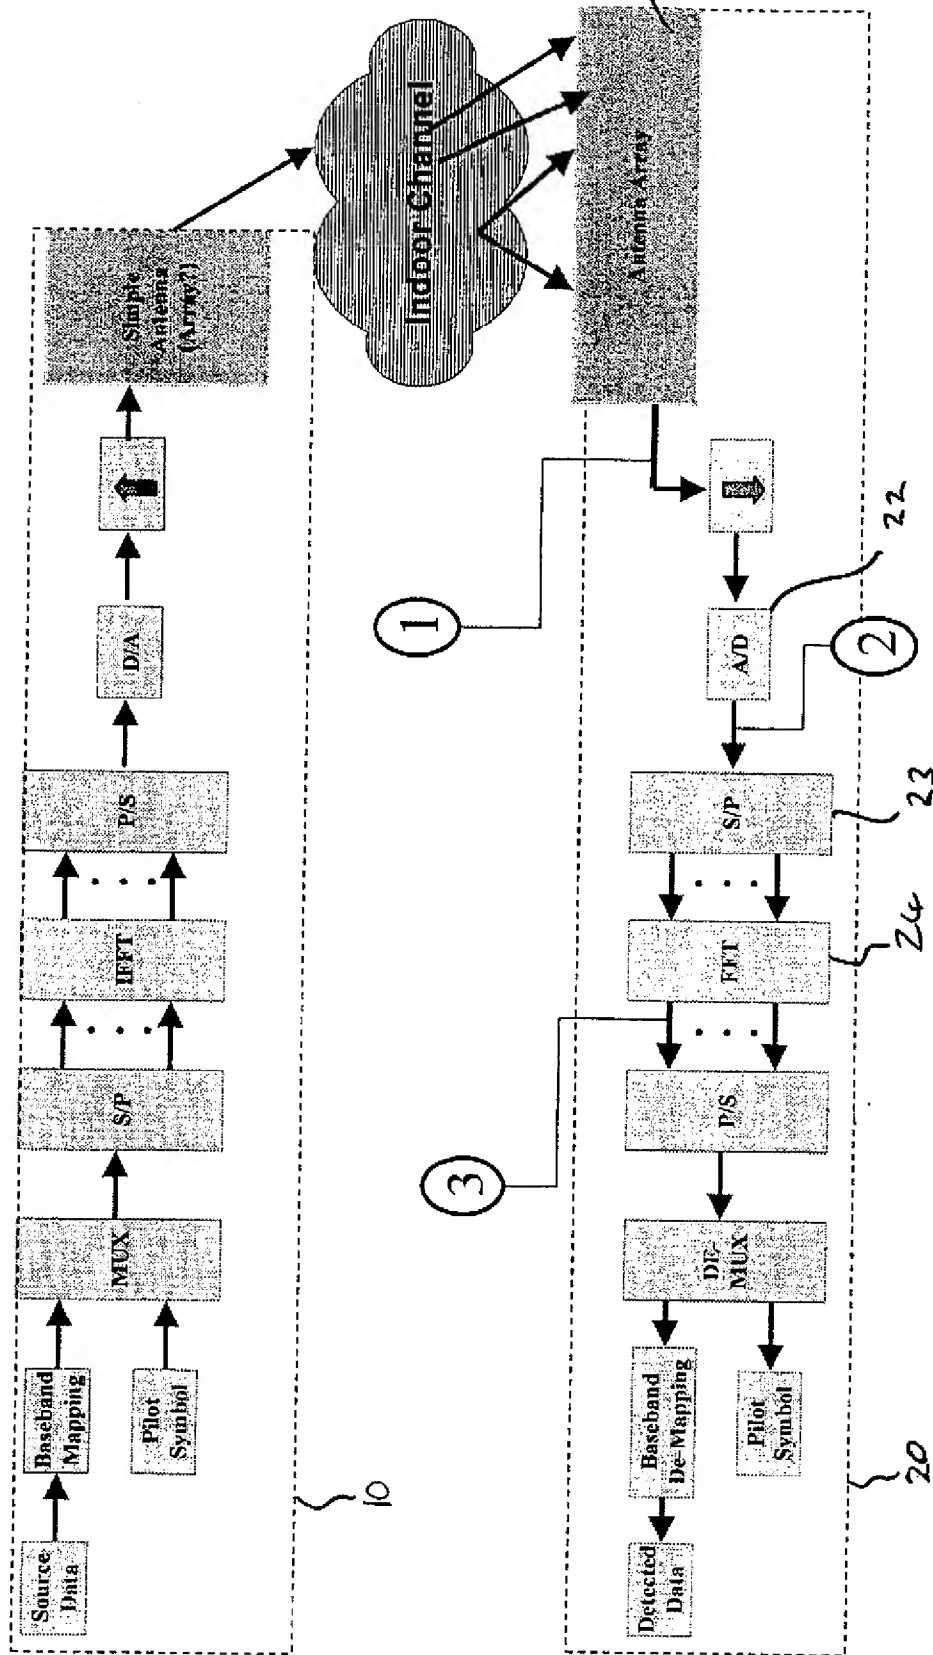 Source
Data
Baseband
Mapping
Pilot
Symbol
MUX
S/P
IFFT
P/S
D/A
Simple
Antenna
(Array?)
10
Indoor Channel
1
2
3
Detected
Data
Baseband
De-Mapping
Pilot
Symbol
DE-
MUX
P/S
FFT
S/P
A/D
Antenna Array
20
24
23
22